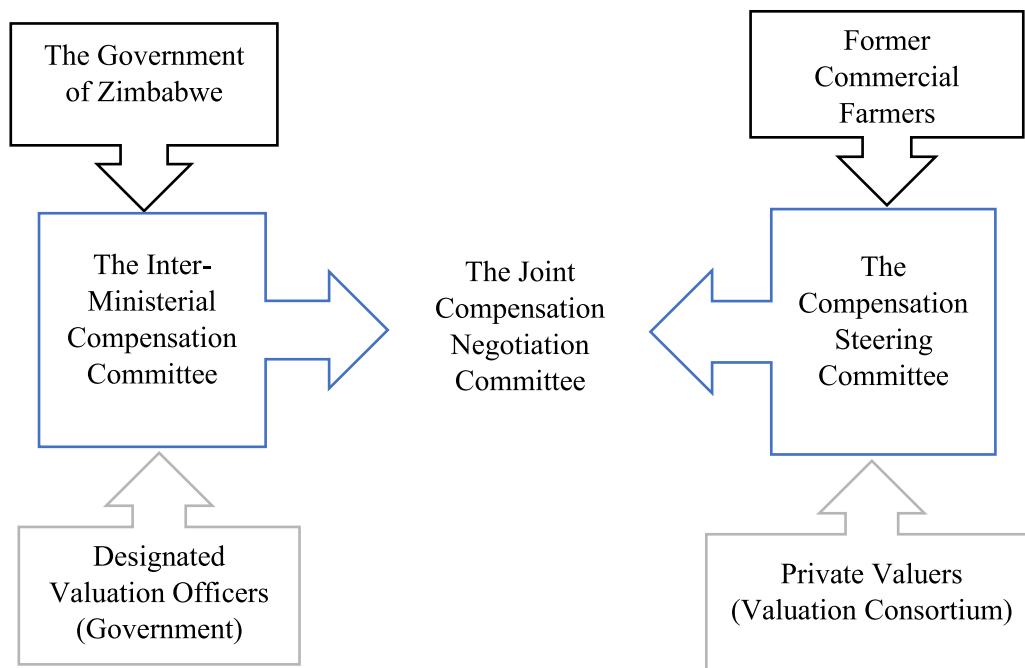 The Government
of Zimbabwe
Former
Commercial
Farmers
The Inter-
Ministerial
Compensation
Committee
The Joint
Compensation
Negotiation
Committee
The
Compensation
Steering
Committee
Designated
Valuation Officers
(Government)
Private Valuers
(Valuation Consortium)